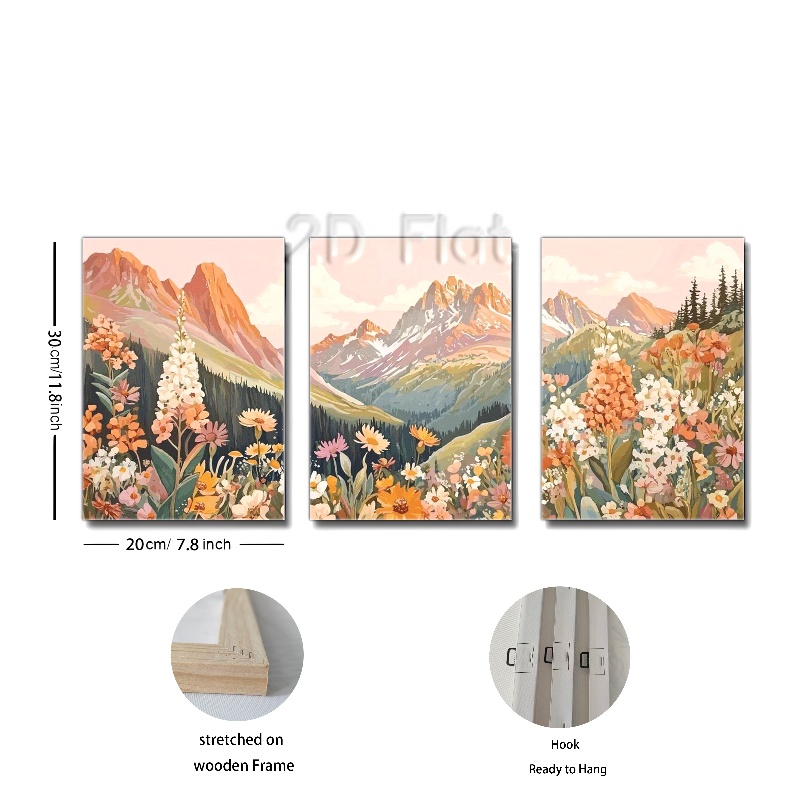 2D Flat
30cm/11.8inch
20cm/ 7.8 inch
stretched on
wooden Frame
Hook
Ready to Hang